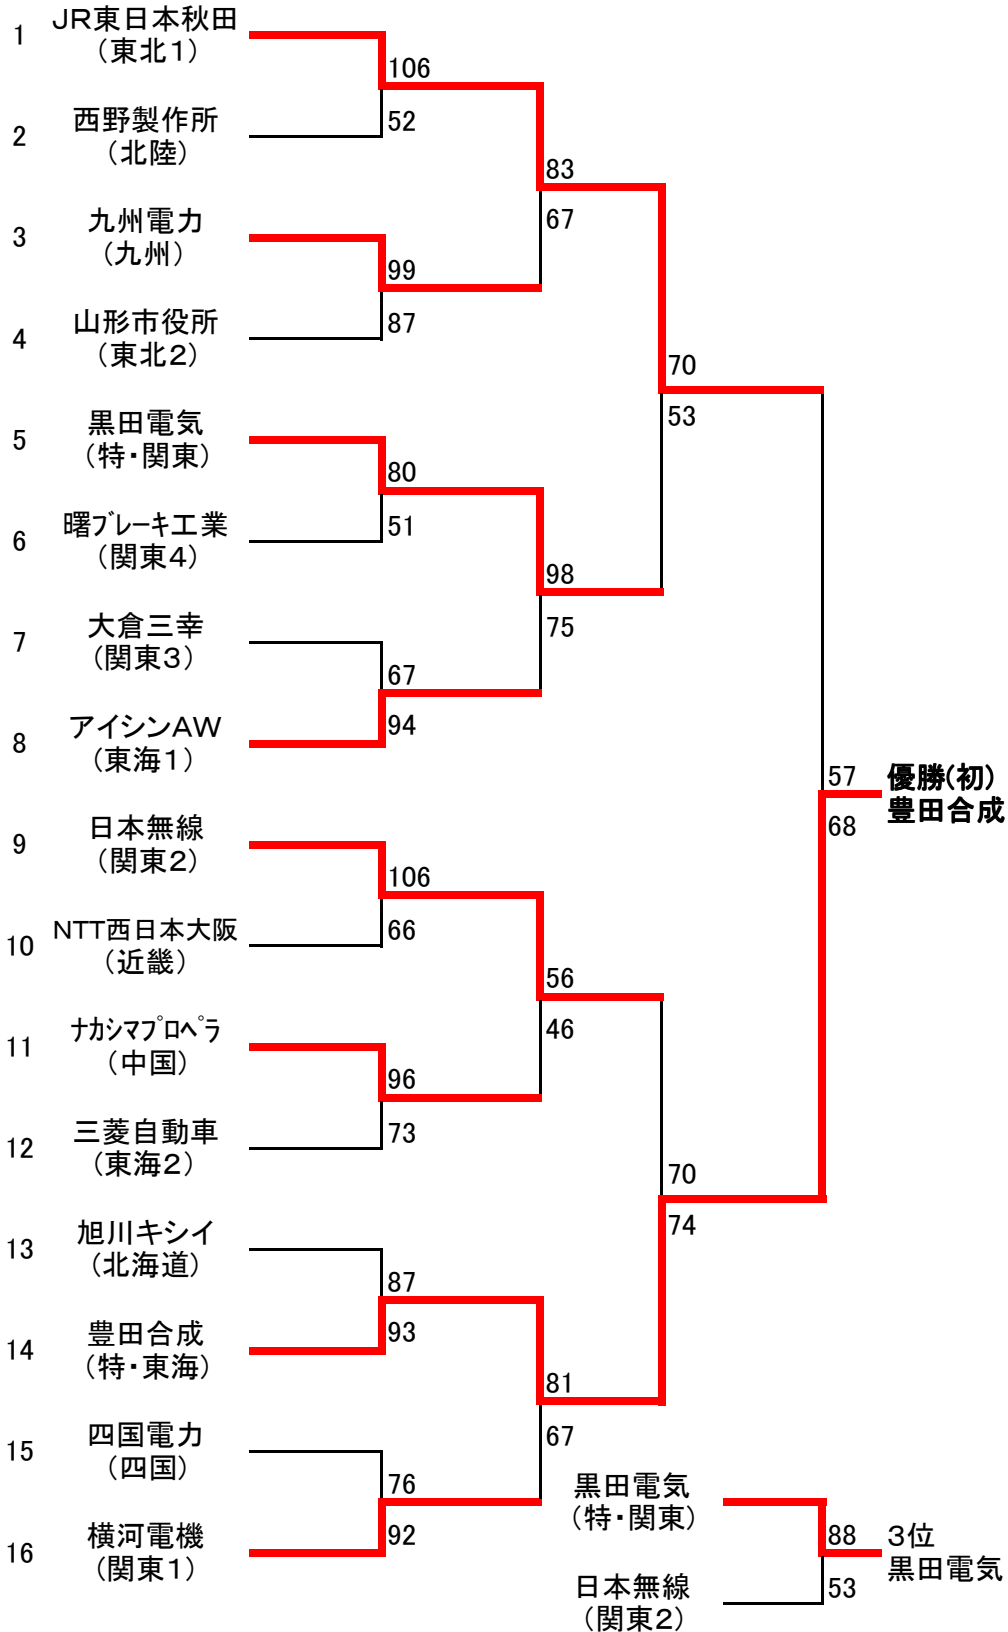 1 JR東日本秋田
（東北１）
106
52
2 西野製作所
（北陸）
83
67
3 九州電力
（九州）
99
87
4 山形市役所
（東北２）
70
53
5 黒田電気
（特・関東）
80
51
6 曙ﾌﾞﾚｰｷ工業
（関東４）
98
75
7 大倉三幸
（関東３）
67
94
8 アイシンAW
（東海１）
57
68
優勝(初)
豊田合成
9 日本無線
（関東２）
106
66
10 NTT西日本大阪
（近畿）
56
46
11 ﾅｶｼﾏﾌﾟﾛﾍﾟﾗ
（中国）
96
73
12 三菱自動車
（東海２）
70
74
13 旭川キシイ
（北海道）
87
93
14 豊田合成
（特・東海）
81
67
15 四国電力
（四国）
76
92
16 横河電機
（関東１）
黒田電気
（特・関東）
88
53
3位
黒田電気
日本無線
（関東２）